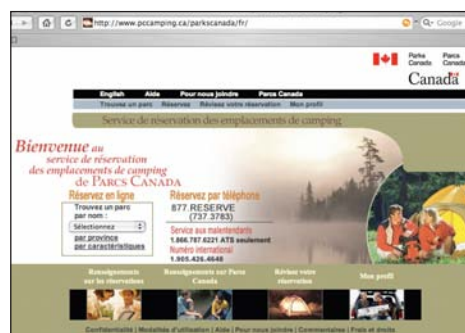 http://www.pccamping.ca/parkscanada/fr/
Google
Parks Canada
Parcs Canada
Canada
English Aide Pour nous joindre Parcs Canada
Trouvez un parc Réserves Révisez votre réservation Mon profil
Service de réservation des emplacements de camping
Bienvenue au
service de réservation
des emplacements de camping
de PARCS CANADA
Réservez en ligne
Trouvez un parc
par nom :
Sélectionnez
par province
par caractéristiques
Réservez par téléphone
877.RESERVE
(737.3783)
Service aux malentendants
1.866.787.6221 ATS seulement
Numéro international
1.905.426.4648
Renseignements
sur les réservations
Renseignements sur Parcs
Canada
Révisez votre
réservation
Mon profil
Confidentialité | Modalités d'utilisation | Aide | Pour nous joindre | Commentaires | Frais et droits